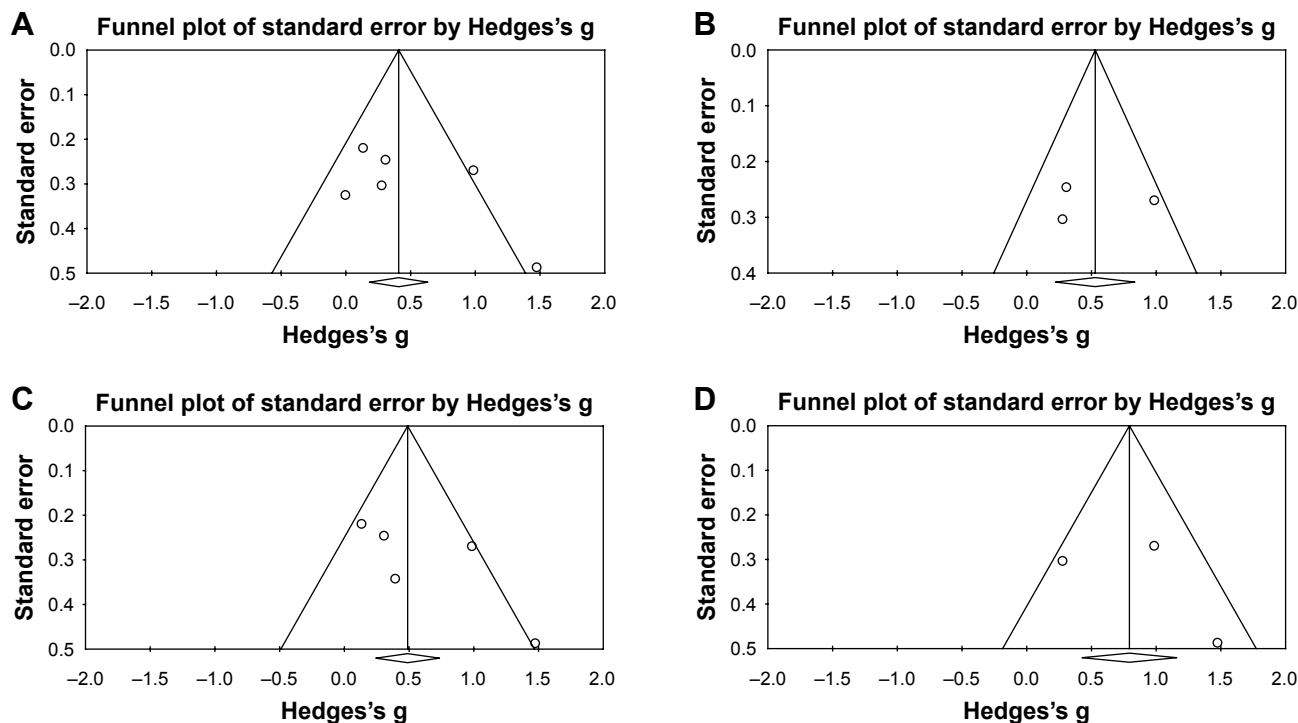 A
Funnel plot of standard error by Hedges's g
Standard error
0.0
0.1
0.2
0.3
0.4
0.5
–2.0 –1.5 –1.0 –0.5 0.0 0.5 1.0 1.5 2.0
Hedges's g
B
Funnel plot of standard error by Hedges's g
Standard error
0.0
0.1
0.2
0.3
0.4
–2.0 –1.5 –1.0 –0.5 0.0 0.5 1.0 1.5 2.0
Hedges's g
C
Funnel plot of standard error by Hedges's g
Standard error
0.0
0.1
0.2
0.3
0.4
0.5
–2.0 –1.5 –1.0 –0.5 0.0 0.5 1.0 1.5 2.0
Hedges's g
D
Funnel plot of standard error by Hedges's g
Standard error
0.0
0.1
0.2
0.3
0.4
0.5
–2.0 –1.5 –1.0 –0.5 0.0 0.5 1.0 1.5 2.0
Hedges's g